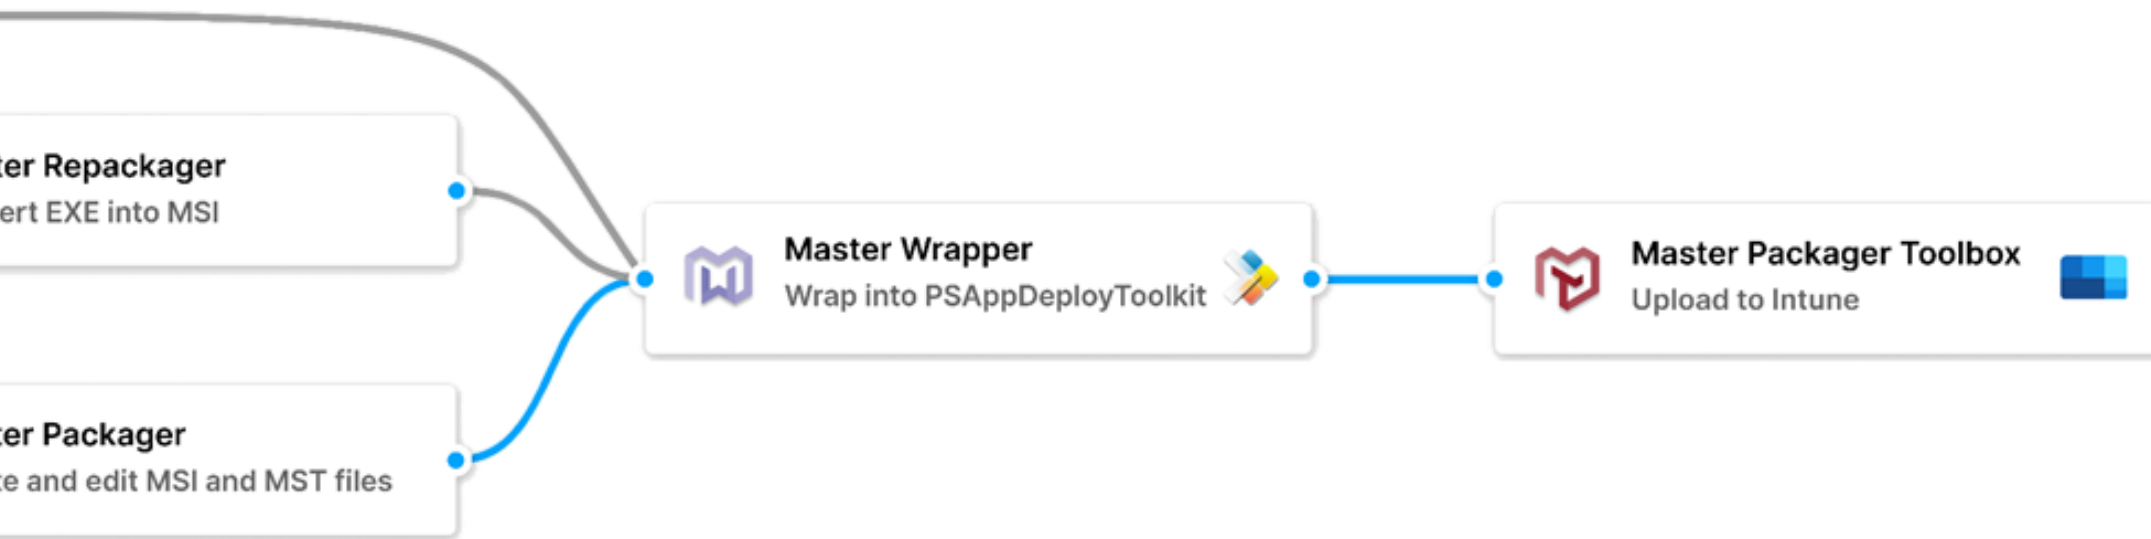 ter Repackager
ert EXE into MSI
Master Wrapper
Wrap into PSAppDeployToolkit
Master Packager Toolbox
Upload to Intune
ter Packager
te and edit MSI and MST files